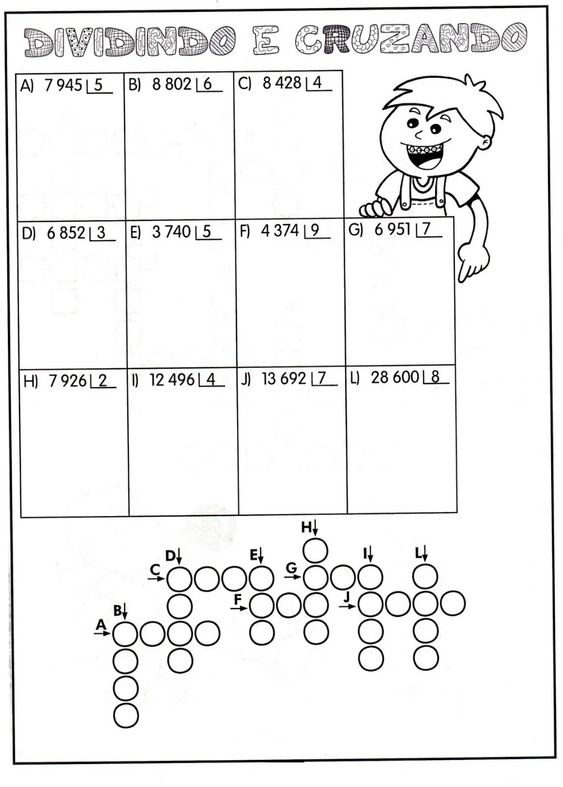 DIVIDINDO E CRUZANDO
A) 7 945 5 B) 8 802 6 C) 8 428 4
D) 6 852 3 E) 3 740 5 F) 4 374 9 G) 6 951 7
H) 7 926 2 I) 12 496 4 J) 13 692 7 L) 28 600 8
H
D E I L
C G
B F J
A